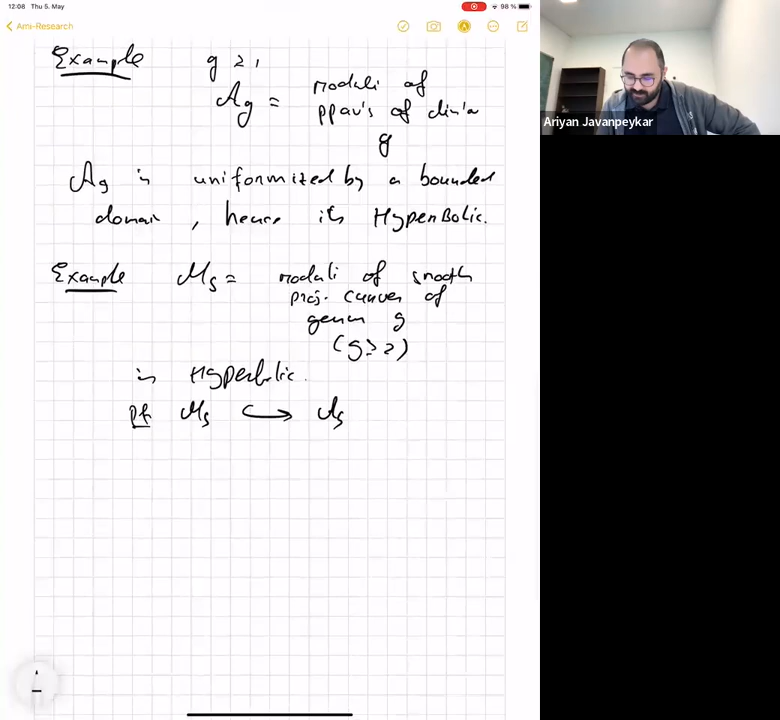 12:08 Thu 5. May
98 %
Ami-Research
Ariyan Javanpeykar
Example g ≥ 1
A_g = moduli of
ppav's of dim'n
g
A_g is uniformized by a bounded
domain, hence it's Hyperbolic.
Example M_g = moduli of smooth
proj. curves of
genus g
(g ≥ 2)
is Hyperbolic.
Pf M_g ↪ A_g